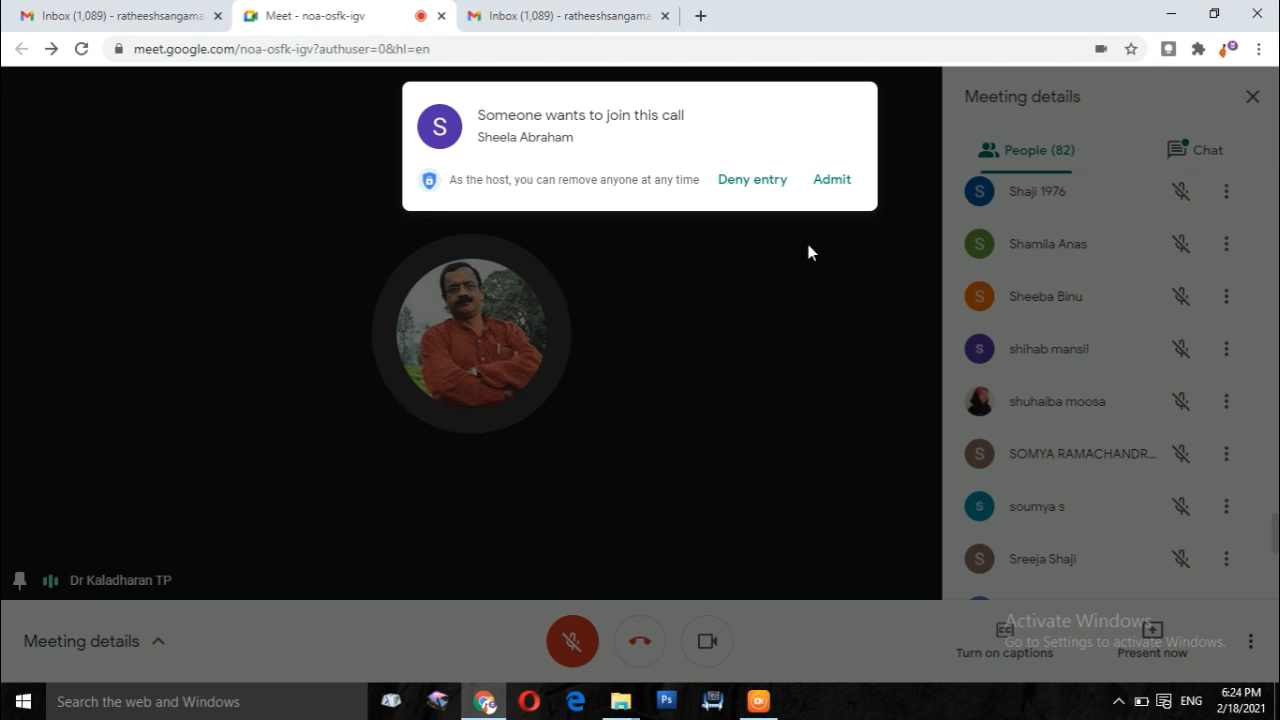 Inbox (1,089) - ratheeshsangama
Meet - noa-osfk-igv
Inbox (1,089) - ratheeshsangama
meet.google.com/noa-osfk-igv?authuser=0&hl=en
S
Someone wants to join this call
Sheela Abraham
As the host, you can remove anyone at any time
Deny entry
Admit
Meeting details
People (82)
Chat
S Shaji 1976
S Shamila Anas
S Sheeba Binu
s shihab mansil
shuhaiba moosa
S SOMYA RAMACHANDR...
s soumya s
S Sreeja Shaji
Dr Kaladharan TP
Meeting details
CC
Turn on captions
Present now
Activate Windows
Go to Settings to activate Windows.
Search the web and Windows
Ps
ENG
6:24 PM
2/18/2021